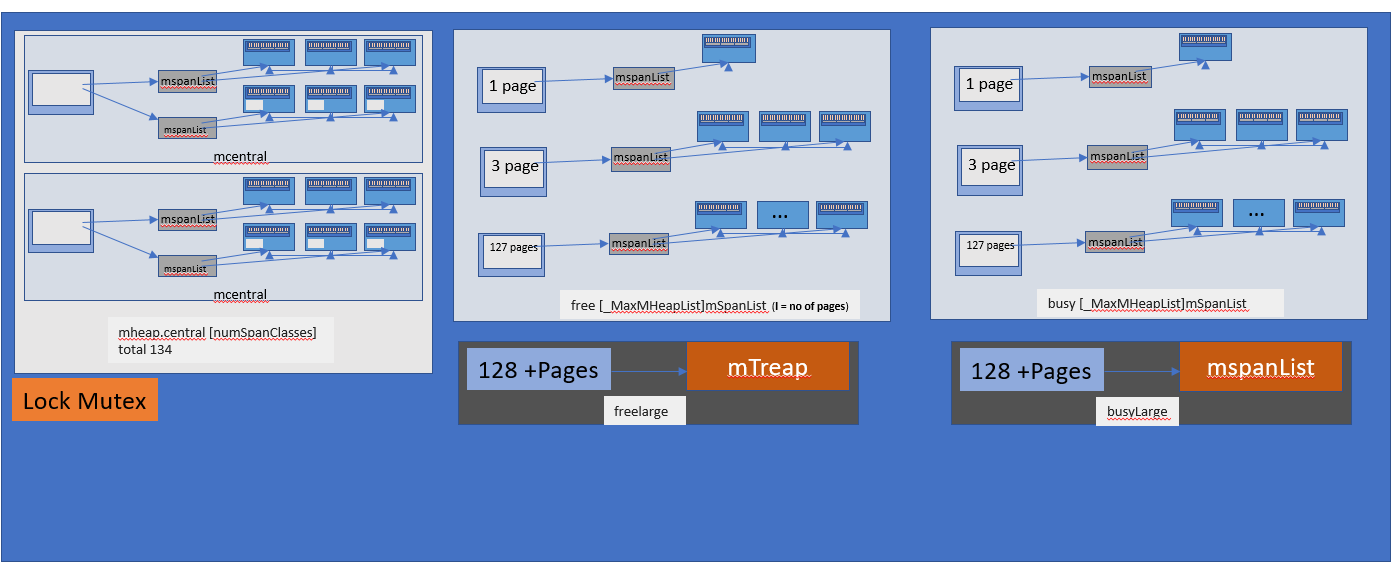 mspanList
mspanList
mcentral
mspanList
mspanList
mcentral
mheap.central [numSpanClasses]
total 134
Lock Mutex
1 page
mspanList
3 page
mspanList
127 pages
mspanList
...
free [_MaxMHeapList]mSpanList (I = no of pages)
128 +Pages
mTreap
freelarge
1 page
mspanList
3 page
mspanList
127 pages
mspanList
...
busy [_MaxMHeapList]mSpanList
128 +Pages
mspanList
busyLarge